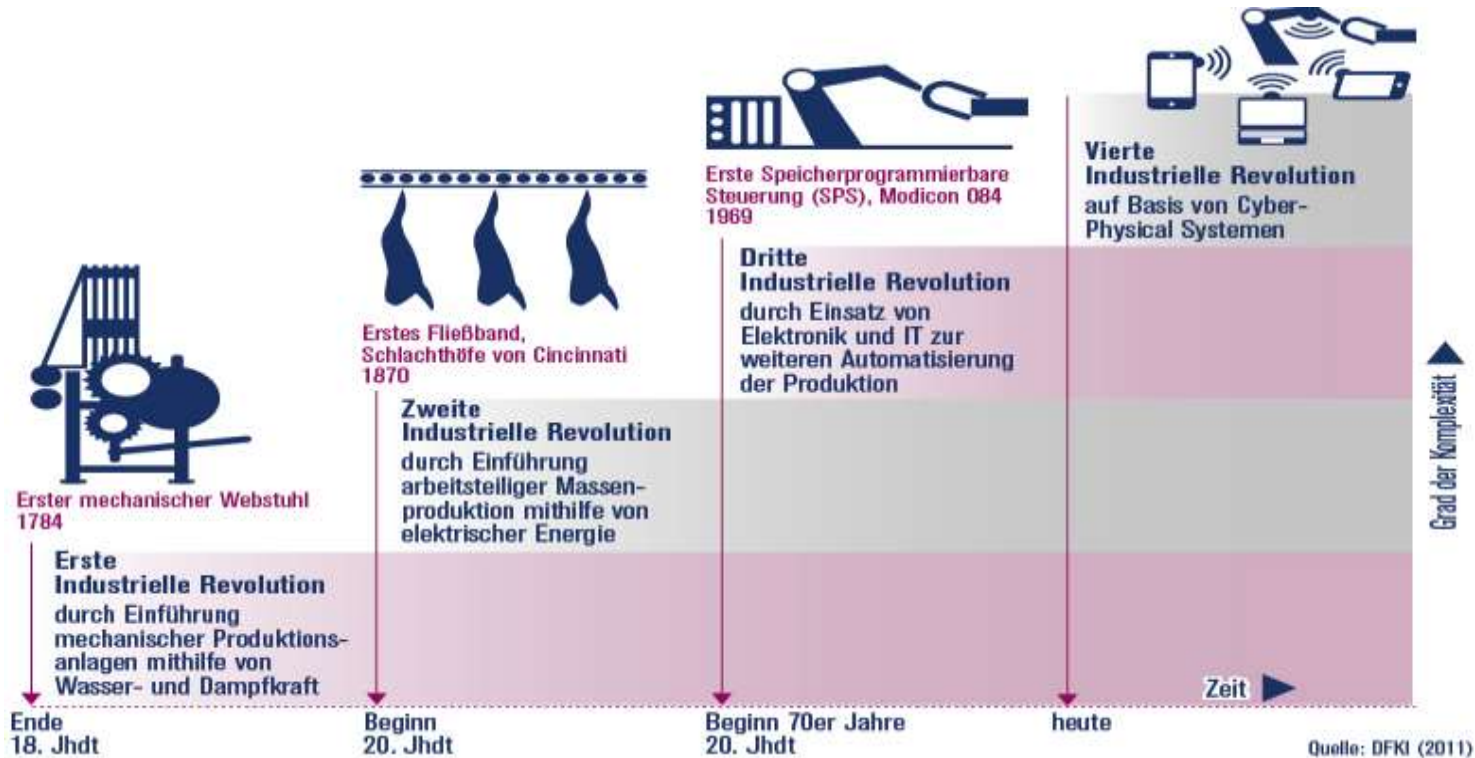 Erster mechanischer Webstuhl
1784
Erste
Industrielle Revolution
durch Einführung
mechanischer Produktions-
anlagen mithilfe von
Wasser- und Dampfkraft
Ende
18. Jhdt
Erstes Fließband,
Schlachthöfe von Cincinnati
1870
Zweite
Industrielle Revolution
durch Einführung
arbeitsteiliger Massen-
produktion mithilfe von
elektrischer Energie
Beginn
20. Jhdt
Erste Speicherprogrammierbare
Steuerung (SPS), Modicon 084
1969
Dritte
Industrielle Revolution
durch Einsatz von
Elektronik und IT zur
weiteren Automatisierung
der Produktion
Beginn 70er Jahre
20. Jhdt
Vierte
Industrielle Revolution
auf Basis von Cyber-
Physical Systemen
heute
Zeit
Grad der Komplexität
Quelle: DFKI (2011)